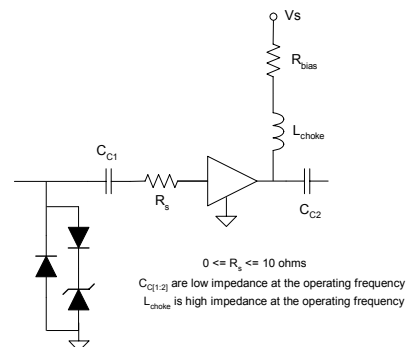 Vs
R_bias
L_choke
C_C1
R_s
C_C2
0 <= R_s <= 10 ohms
C_C[1:2] are low impedance at the operating frequency
L_choke is high impedance at the operating frequency